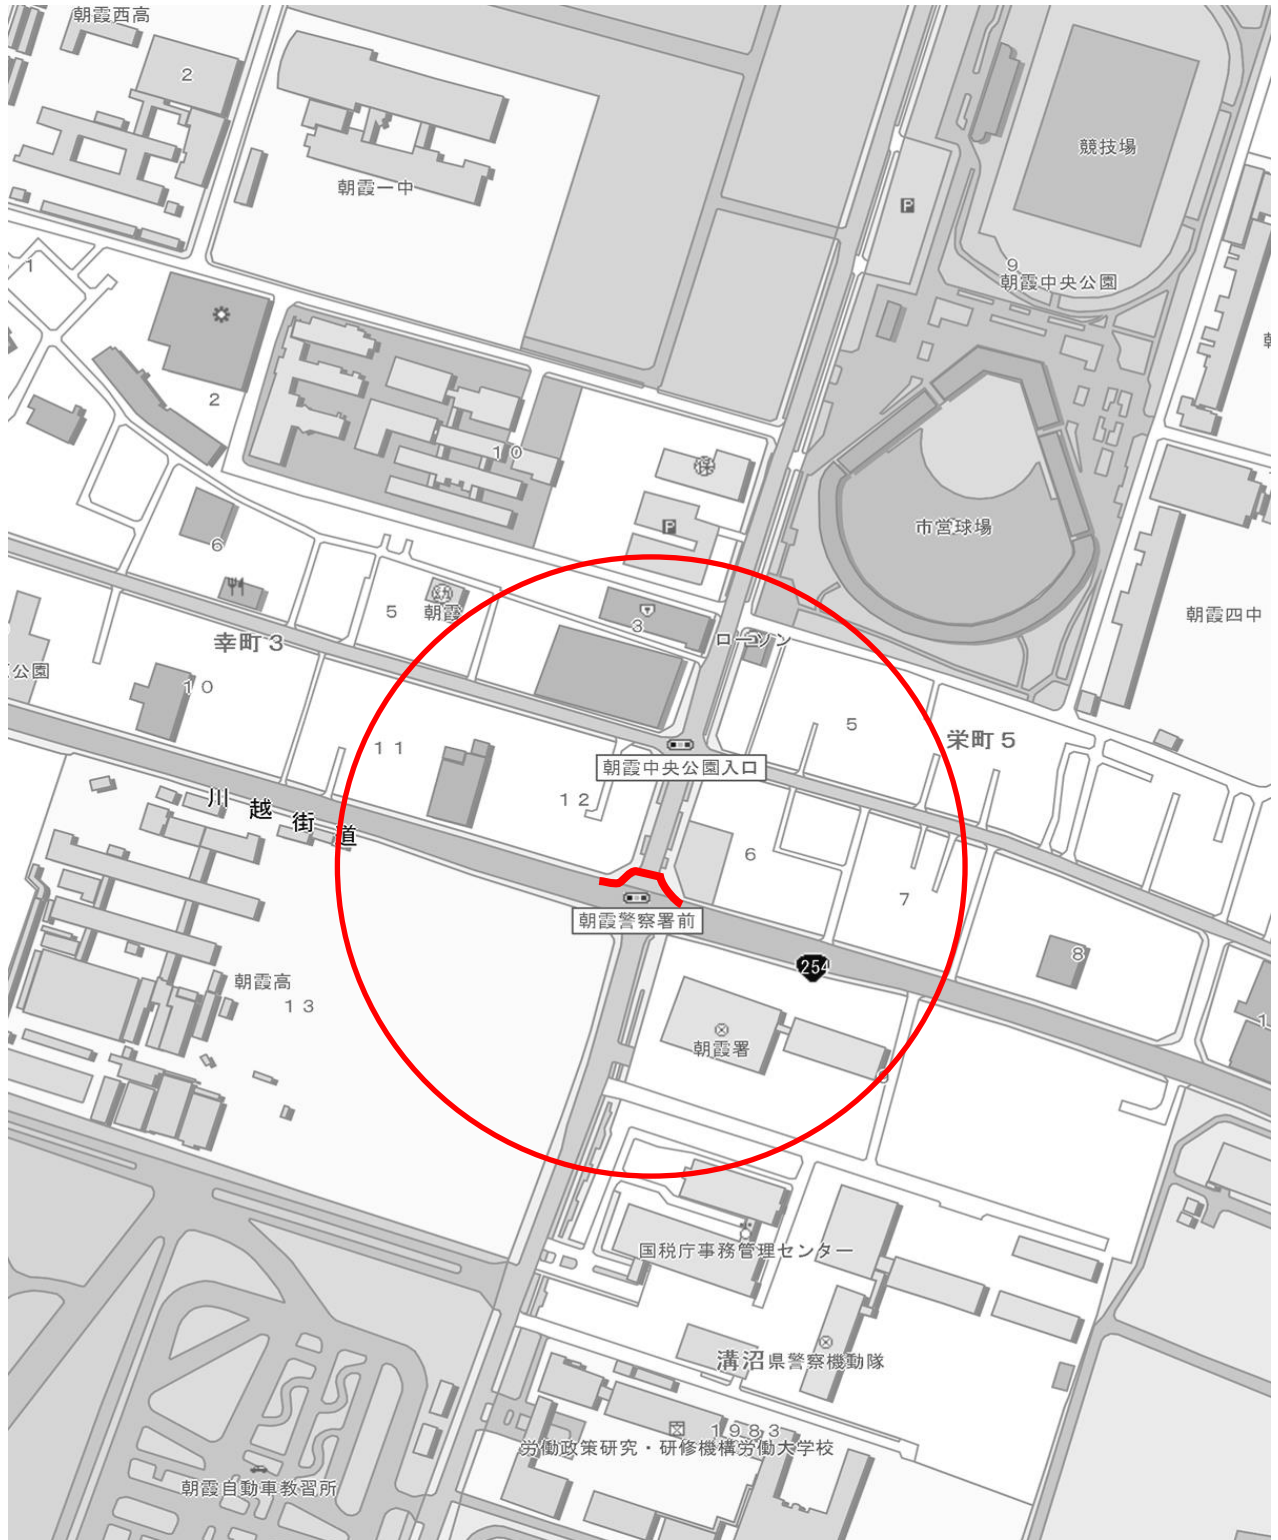 朝霞西高
2
朝霞一中
競技場
P
9
朝霞中央公園
1
2
10
保
P
市営球場
6
幼
朝霞
5
3
ローソン
朝霞四中
幸町3
公園
10
5
栄町5
11
朝霞中央公園入口
12
川越街道
6
7
朝霞警察署前
254
8
朝霞高
13
朝霞署
国税庁事務管理センター
溝沼
県警察機動隊
1983
労働政策研究・研修機構労働大学校
朝霞自動車教習所